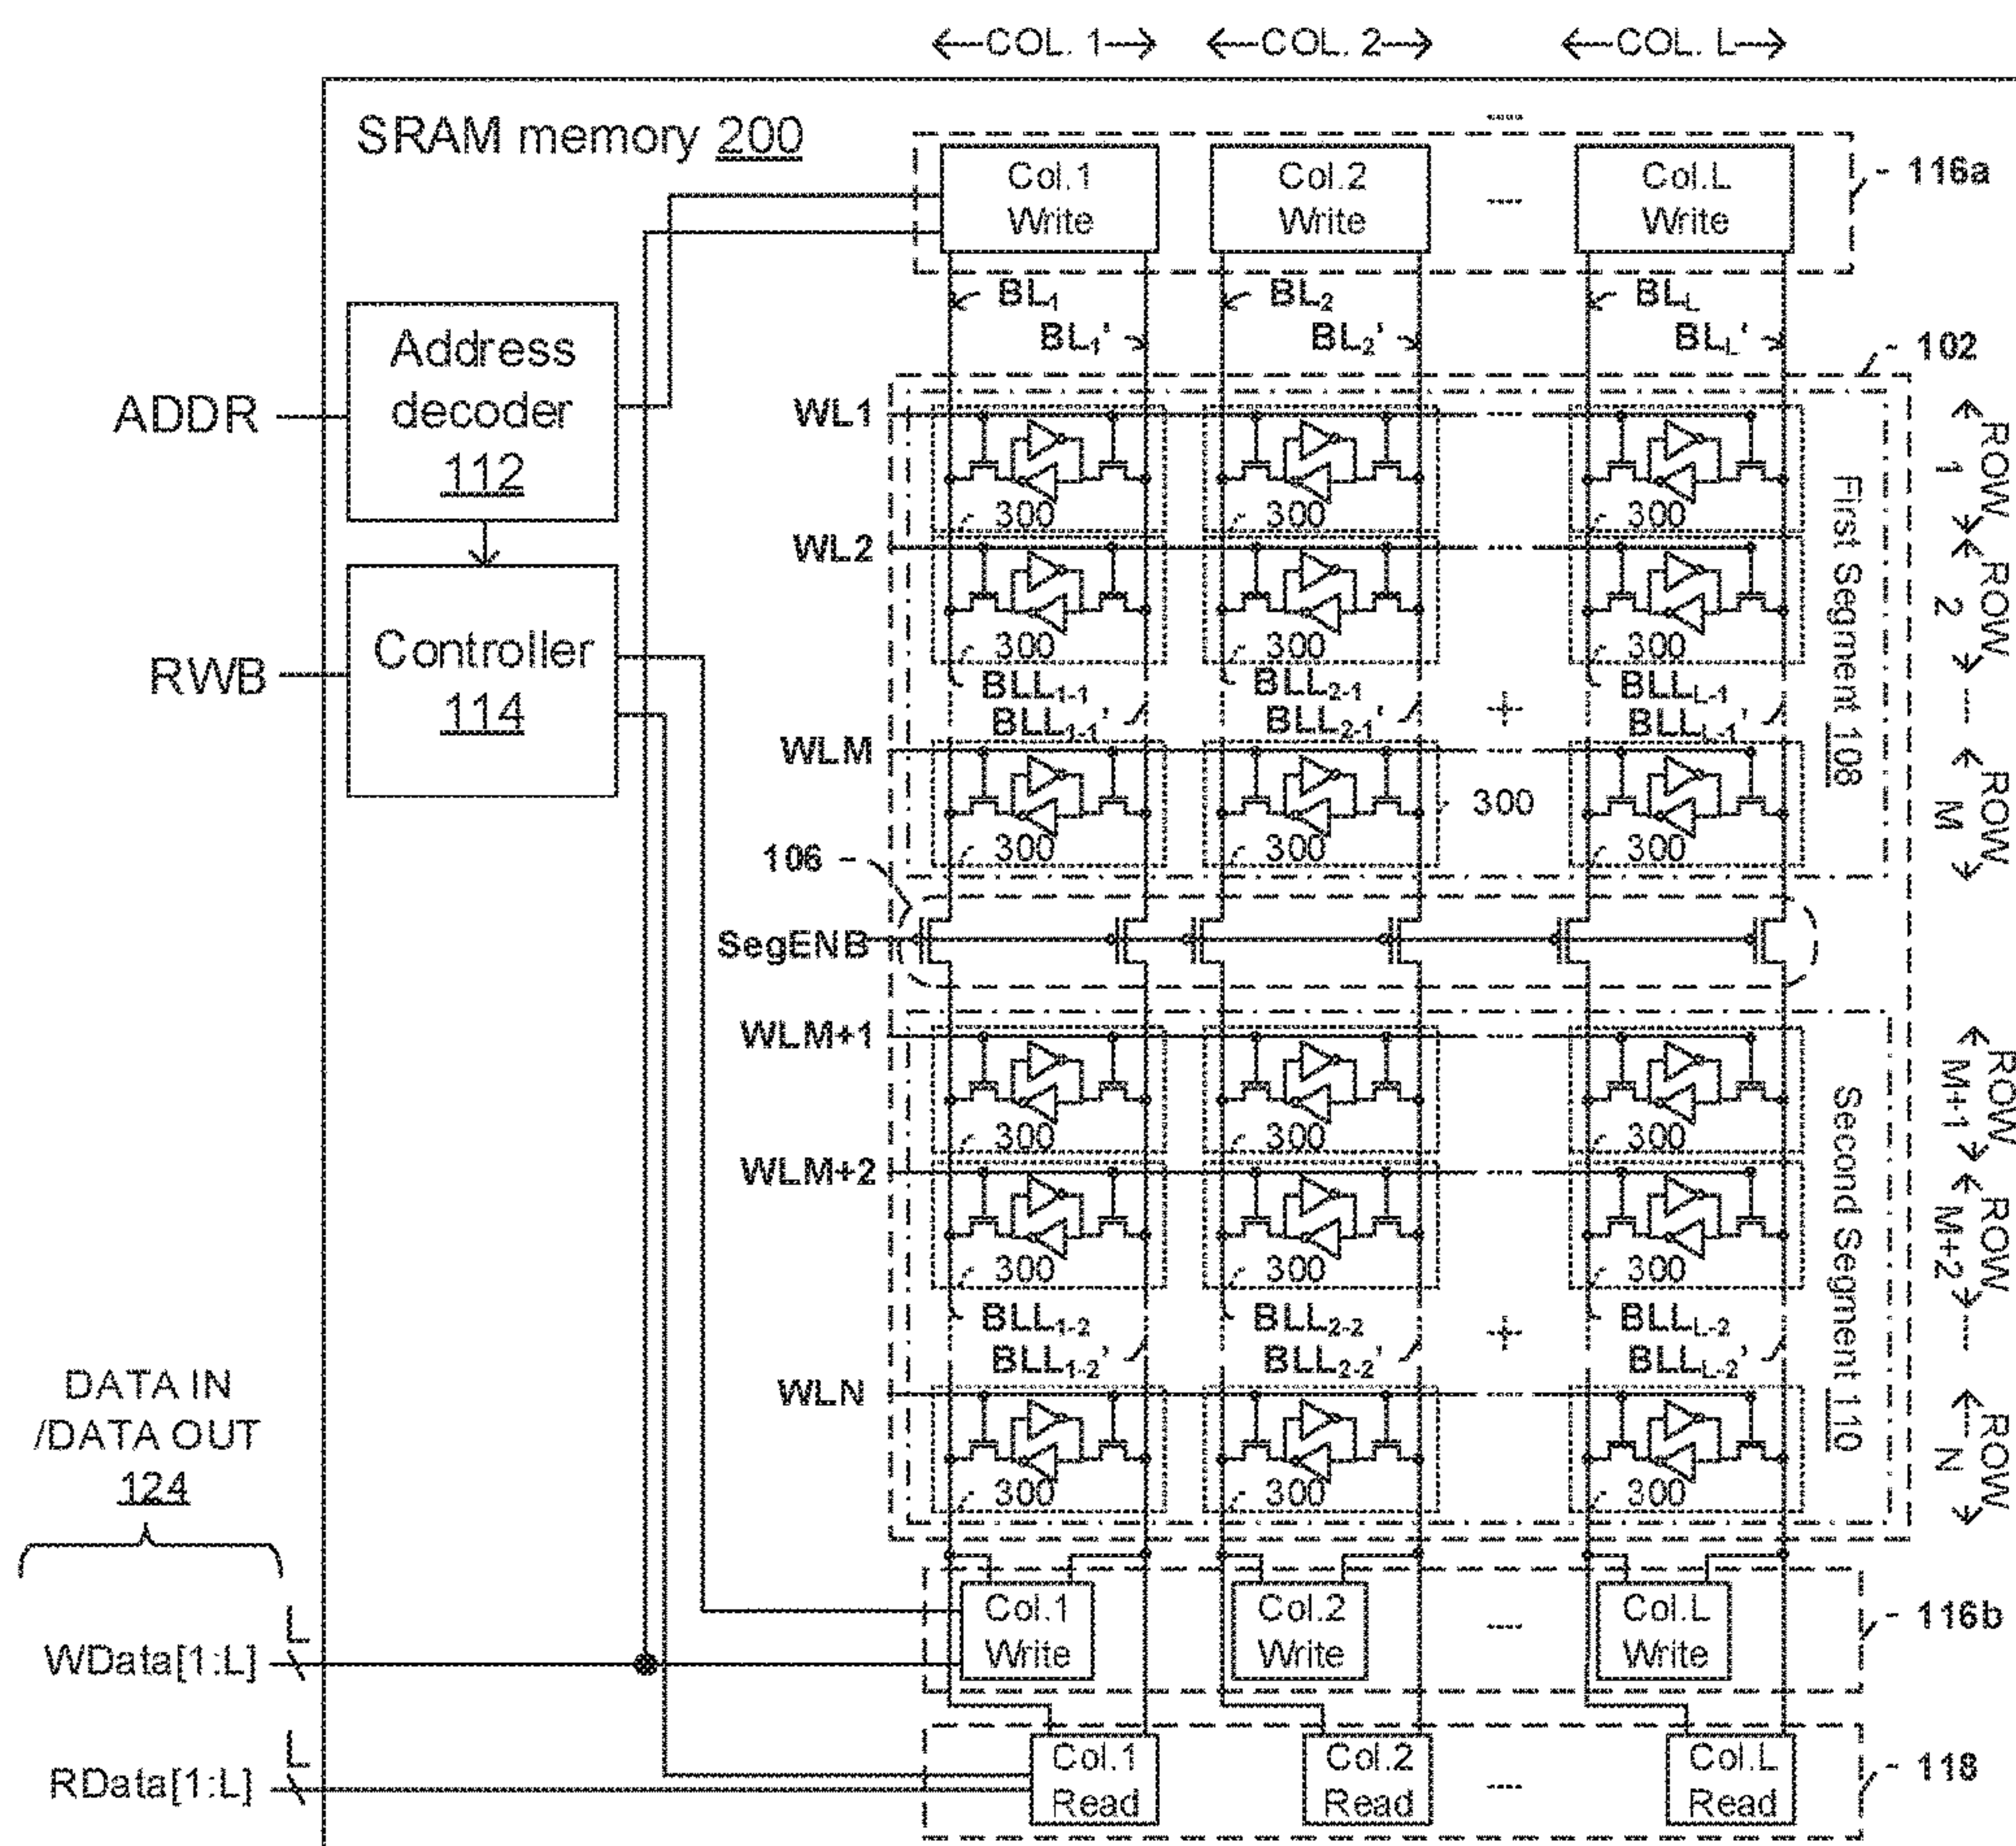 COL. 1 COL. 2 COL. L
SRAM memory 200
Col.1 Write
Col.2 Write
....
Col.L Write
116a
BL1 BL2 BLL
BL1' BL2' BLL'
102
Address decoder 112
ADDR
Controller 114
RWB
WL1
300 300 300
ROW 1
WL2
300 300 300
ROW 2
BLL1-1 BLL2-1 BLLL-1
BLL1-1' BLL2-1' BLLL-1'
First Segment 108
WLM
300
300 300 300
ROW M
106
SegENB
WLM+1
300 300 300
ROW M+1
WLM+2
300 300 300
ROW M+2
Second Segment 110
BLL1-2 BLL2-2 BLLL-2
BLL1-2' BLL2-2' BLLL-2'
WLN
300 300 300
ROW N
DATA IN
/DATA OUT
124
L
WData[1:L]
Col.1 Write
Col.2 Write
Col.L Write
116b
L
RData[1:L]
Col.1 Read
Col.2 Read
Col.L Read
118